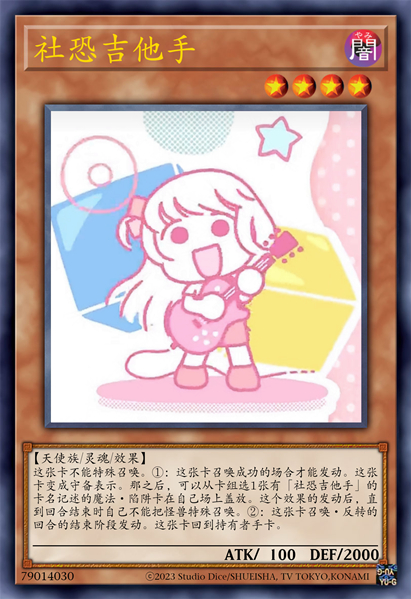 社恐吉他手
やみ
闇
【天使族/灵魂/效果】
这张卡不能特殊召唤。①：这张卡召唤成功的场合才能发动。这张
卡变成守备表示。那之后，可以从卡组选1张有「社恐吉他手」的
卡名记述的魔法·陷阱卡在自己场上盖放。这个效果的发动后，直
到回合结束时自己不能把怪兽特殊召唤。②：这张卡召唤·反转的
回合的结束阶段发动。这张卡回到持有者手卡。
ATK/ 100 DEF/2000
79014030
©2023 Studio Dice/SHUEISHA, TV TOKYO,KONAMI